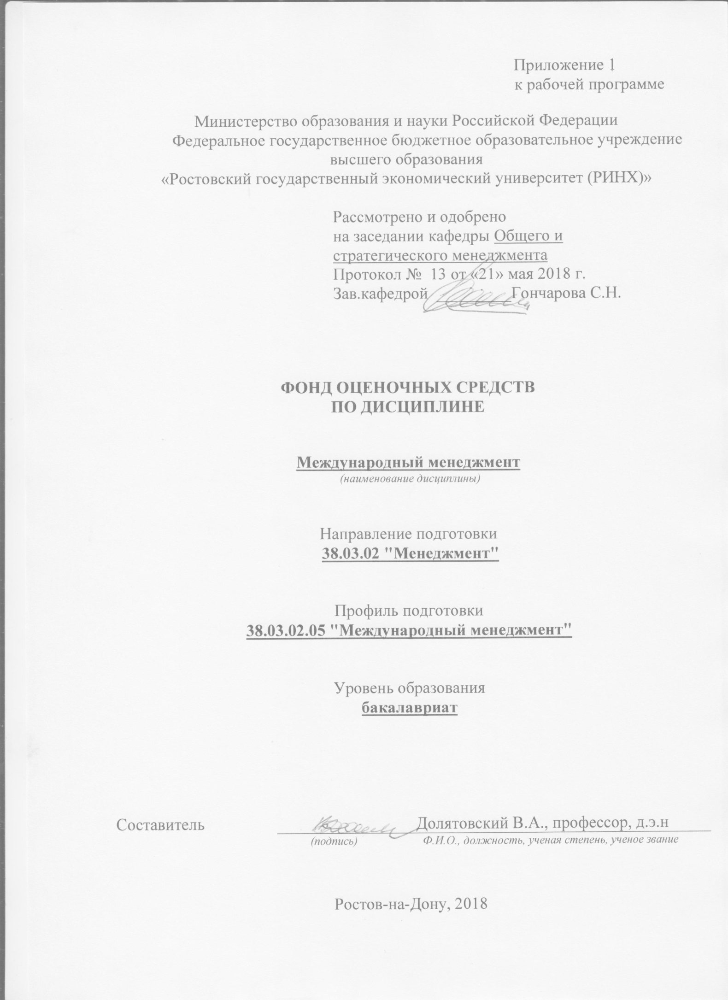 Приложение 1
к рабочей программе
Министерство образования и науки Российской Федерации
Федеральное государственное бюджетное образовательное учреждение
высшего образования
«Ростовский государственный экономический университет (РИНХ)»
Рассмотрено и одобрено
на заседании кафедры Общего и
стратегического менеджмента
Протокол № 13 от «21» мая 2018 г.
Зав.кафедрой Гончарова С.Н.
ФОНД ОЦЕНОЧНЫХ СРЕДСТВ
ПО ДИСЦИПЛИНЕ
Международный менеджмент
(наименование дисциплины)
Направление подготовки
38.03.02 "Менеджмент"
Профиль подготовки
38.03.02.05 "Международный менеджмент"
Уровень образования
бакалавриат
Составитель Долятовский В.А., профессор, д.э.н
(подпись) Ф.И.О., должность, ученая степень, ученое звание
Ростов-на-Дону, 2018